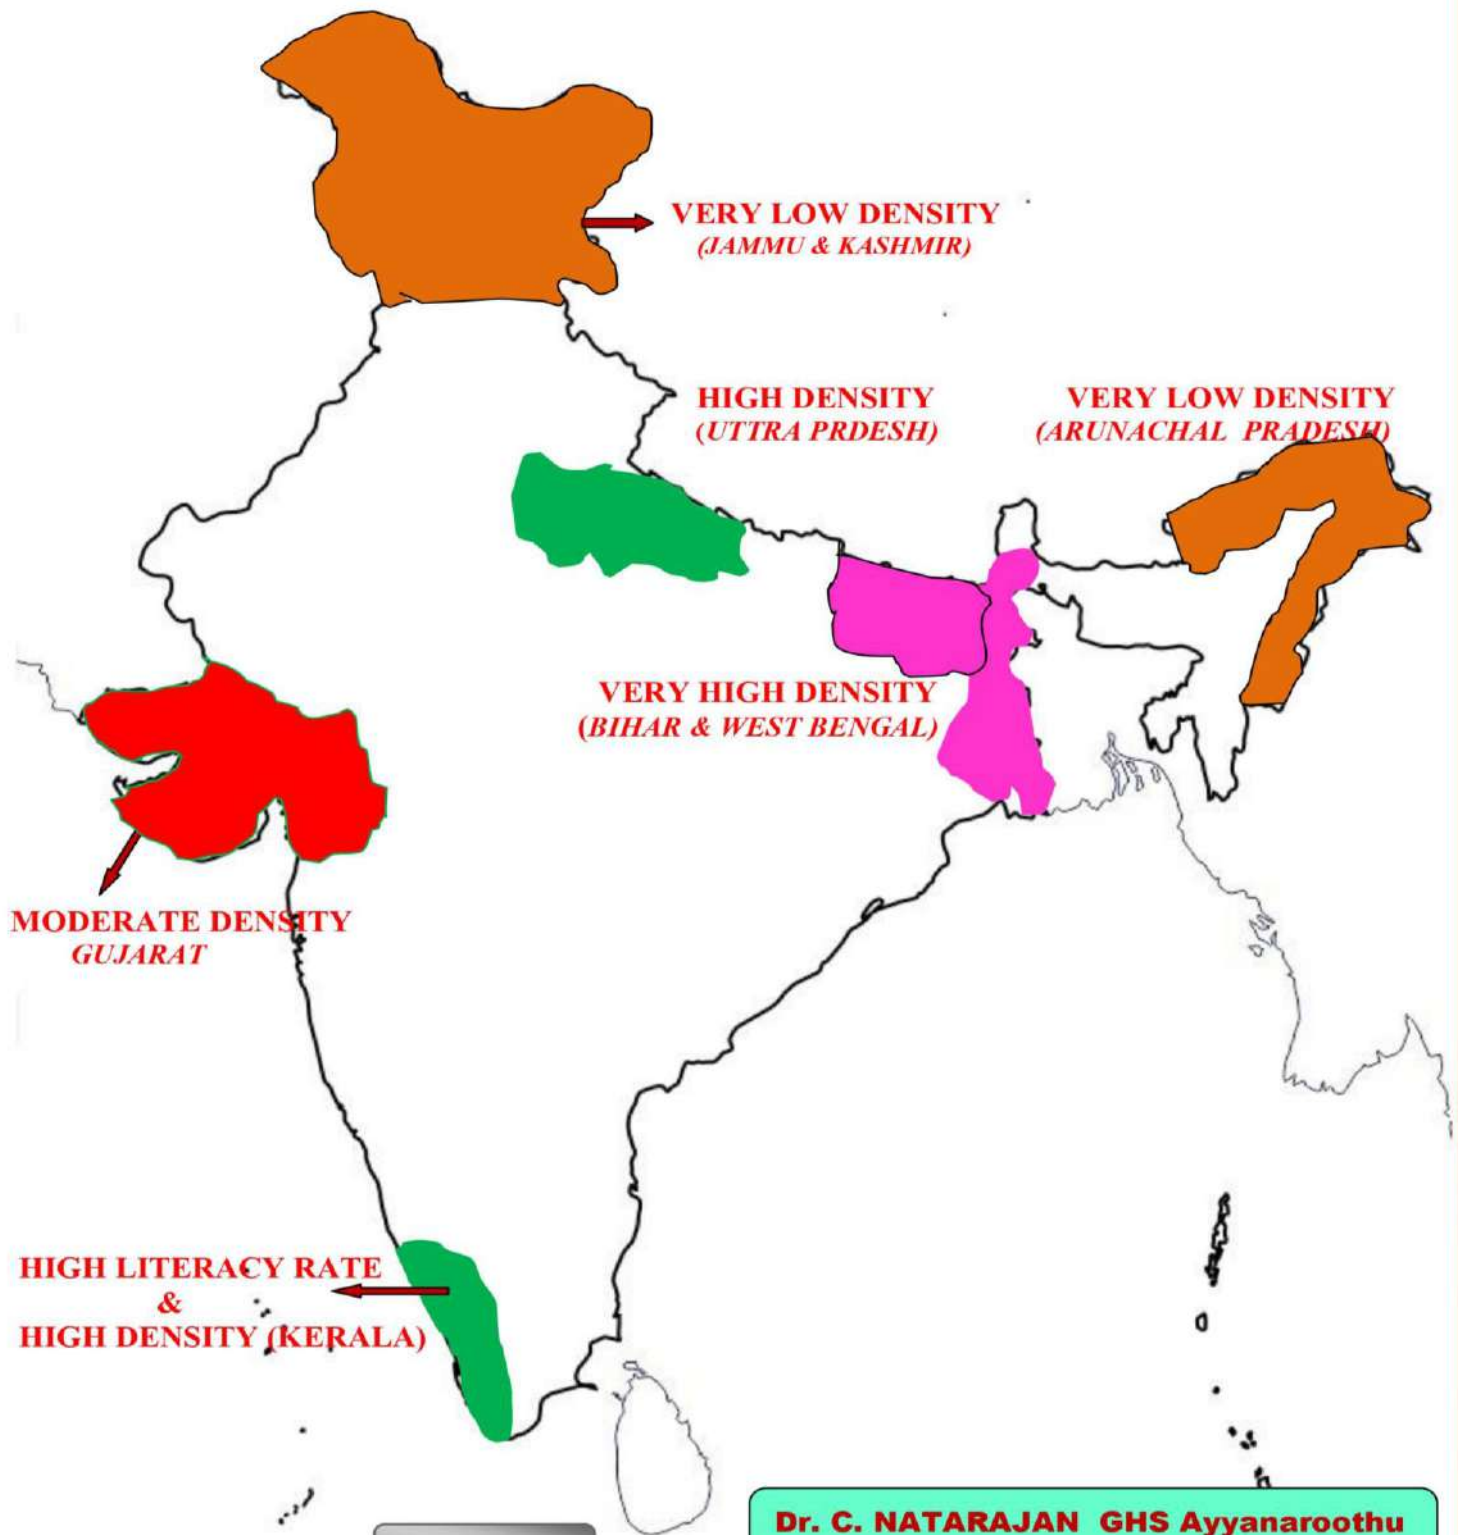 VERY LOW DENSITY
(JAMMU & KASHMIR)
HIGH DENSITY
(UTTRA PRDESH)
VERY LOW DENSITY
(ARUNACHAL PRADESH)
VERY HIGH DENSITY
(BIHAR & WEST BENGAL)
MODERATE DENSITY
GUJARAT
HIGH LITERACY RATE
&
HIGH DENSITY (KERALA)
Dr. C. NATARAJAN GHS Ayyanaroothu